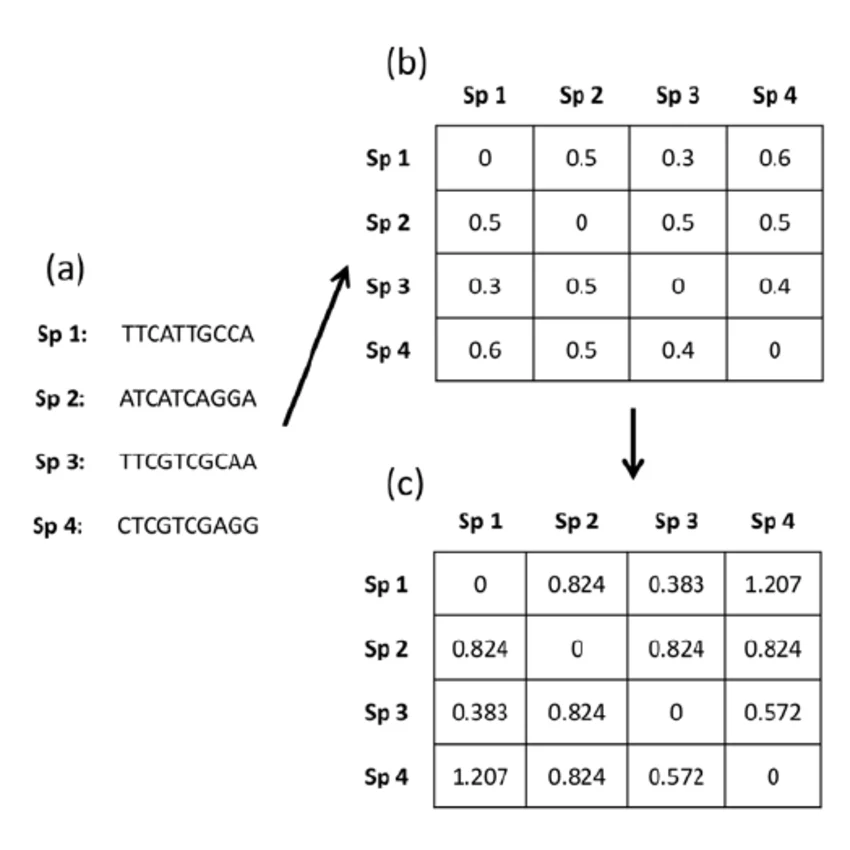 (a)
Sp 1: TTCATTGCCA
Sp 2: ATCATCAGGA
Sp 3: TTCGTCGCAA
Sp 4: CTCGTCGAGG
(b)
Sp 1 Sp 2 Sp 3 Sp 4
Sp 1 0 0.5 0.3 0.6
Sp 2 0.5 0 0.5 0.5
Sp 3 0.3 0.5 0 0.4
Sp 4 0.6 0.5 0.4 0
(c)
Sp 1 Sp 2 Sp 3 Sp 4
Sp 1 0 0.824 0.383 1.207
Sp 2 0.824 0 0.824 0.824
Sp 3 0.383 0.824 0 0.572
Sp 4 1.207 0.824 0.572 0